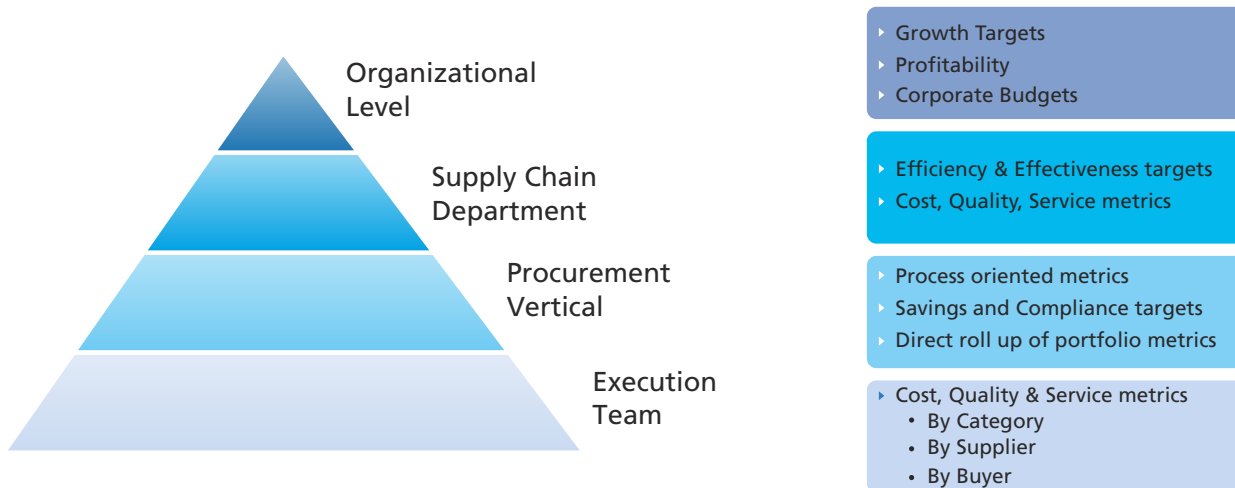 Organizational
Level
Growth Targets
Profitability
Corporate Budgets
Supply Chain
Department
Efficiency & Effectiveness targets
Cost, Quality, Service metrics
Procurement
Vertical
Process oriented metrics
Savings and Compliance targets
Direct roll up of portfolio metrics
Execution
Team
Cost, Quality & Service metrics
• By Category
• By Supplier
• By Buyer